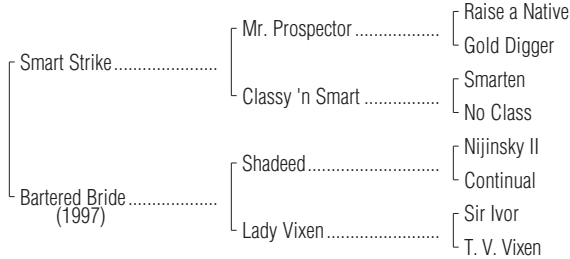 Raise a Native
Mr. Prospector ..................
Gold Digger
Smart Strike ......................
Smarten
Classy 'n Smart ................
No Class
Nijinsky II
Shadeed ............................
Continual
Bartered Bride ...................
(1997)
Sir Ivor
Lady Vixen ........................
T. V. Vixen